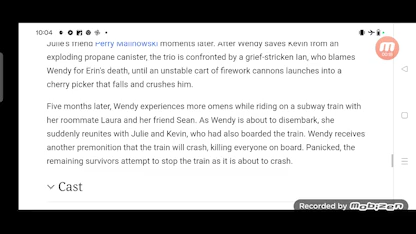 10:04
Julie's friend Perry Malinowski moments later. After Wendy saves Kevin from an
exploding propane canister, the trio is confronted by a grief-stricken Ian, who blames
Wendy for Erin's death, until an unstable cart of firework cannons launches into a
cherry picker that falls and crushes him.
Five months later, Wendy experiences more omens while riding on a subway train with
her roommate Laura and her friend Sean. As Wendy is about to disembark, she
suddenly reunites with Julie and Kevin, who had also boarded the train. Wendy receives
another premonition that the train will crash, killing everyone on board. Panicked, the
remaining survivors attempt to stop the train as it is about to crash.
Cast
Recorded by Mobizen